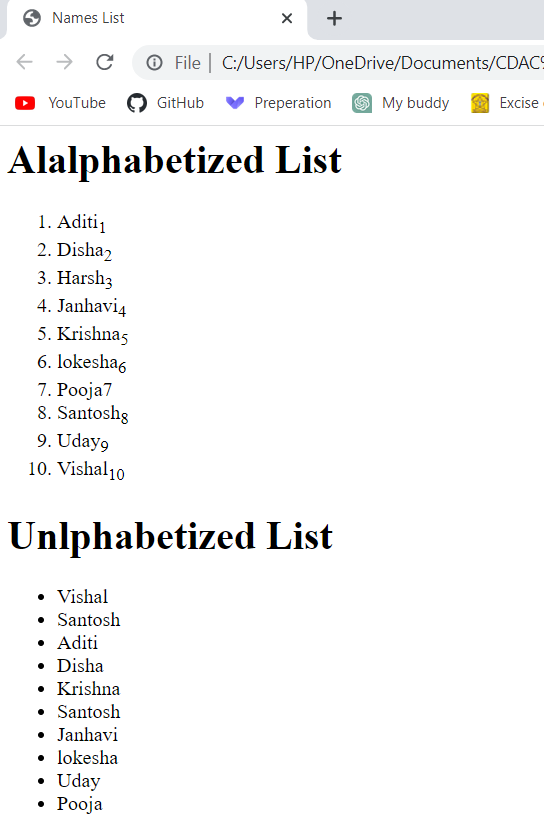 Names List
File | C:/Users/HP/OneDrive/Documents/CDAC%
YouTube GitHub Preperation My buddy Excise
Alalphabetized List
1. Aditi1
2. Disha2
3. Harsh3
4. Janhavi4
5. Krishna5
6. lokesha6
7. Pooja7
8. Santosh8
9. Uday9
10. Vishal10
Unlphabetized List
• Vishal
• Santosh
• Aditi
• Disha
• Krishna
• Santosh
• Janhavi
• lokesha
• Uday
• Pooja